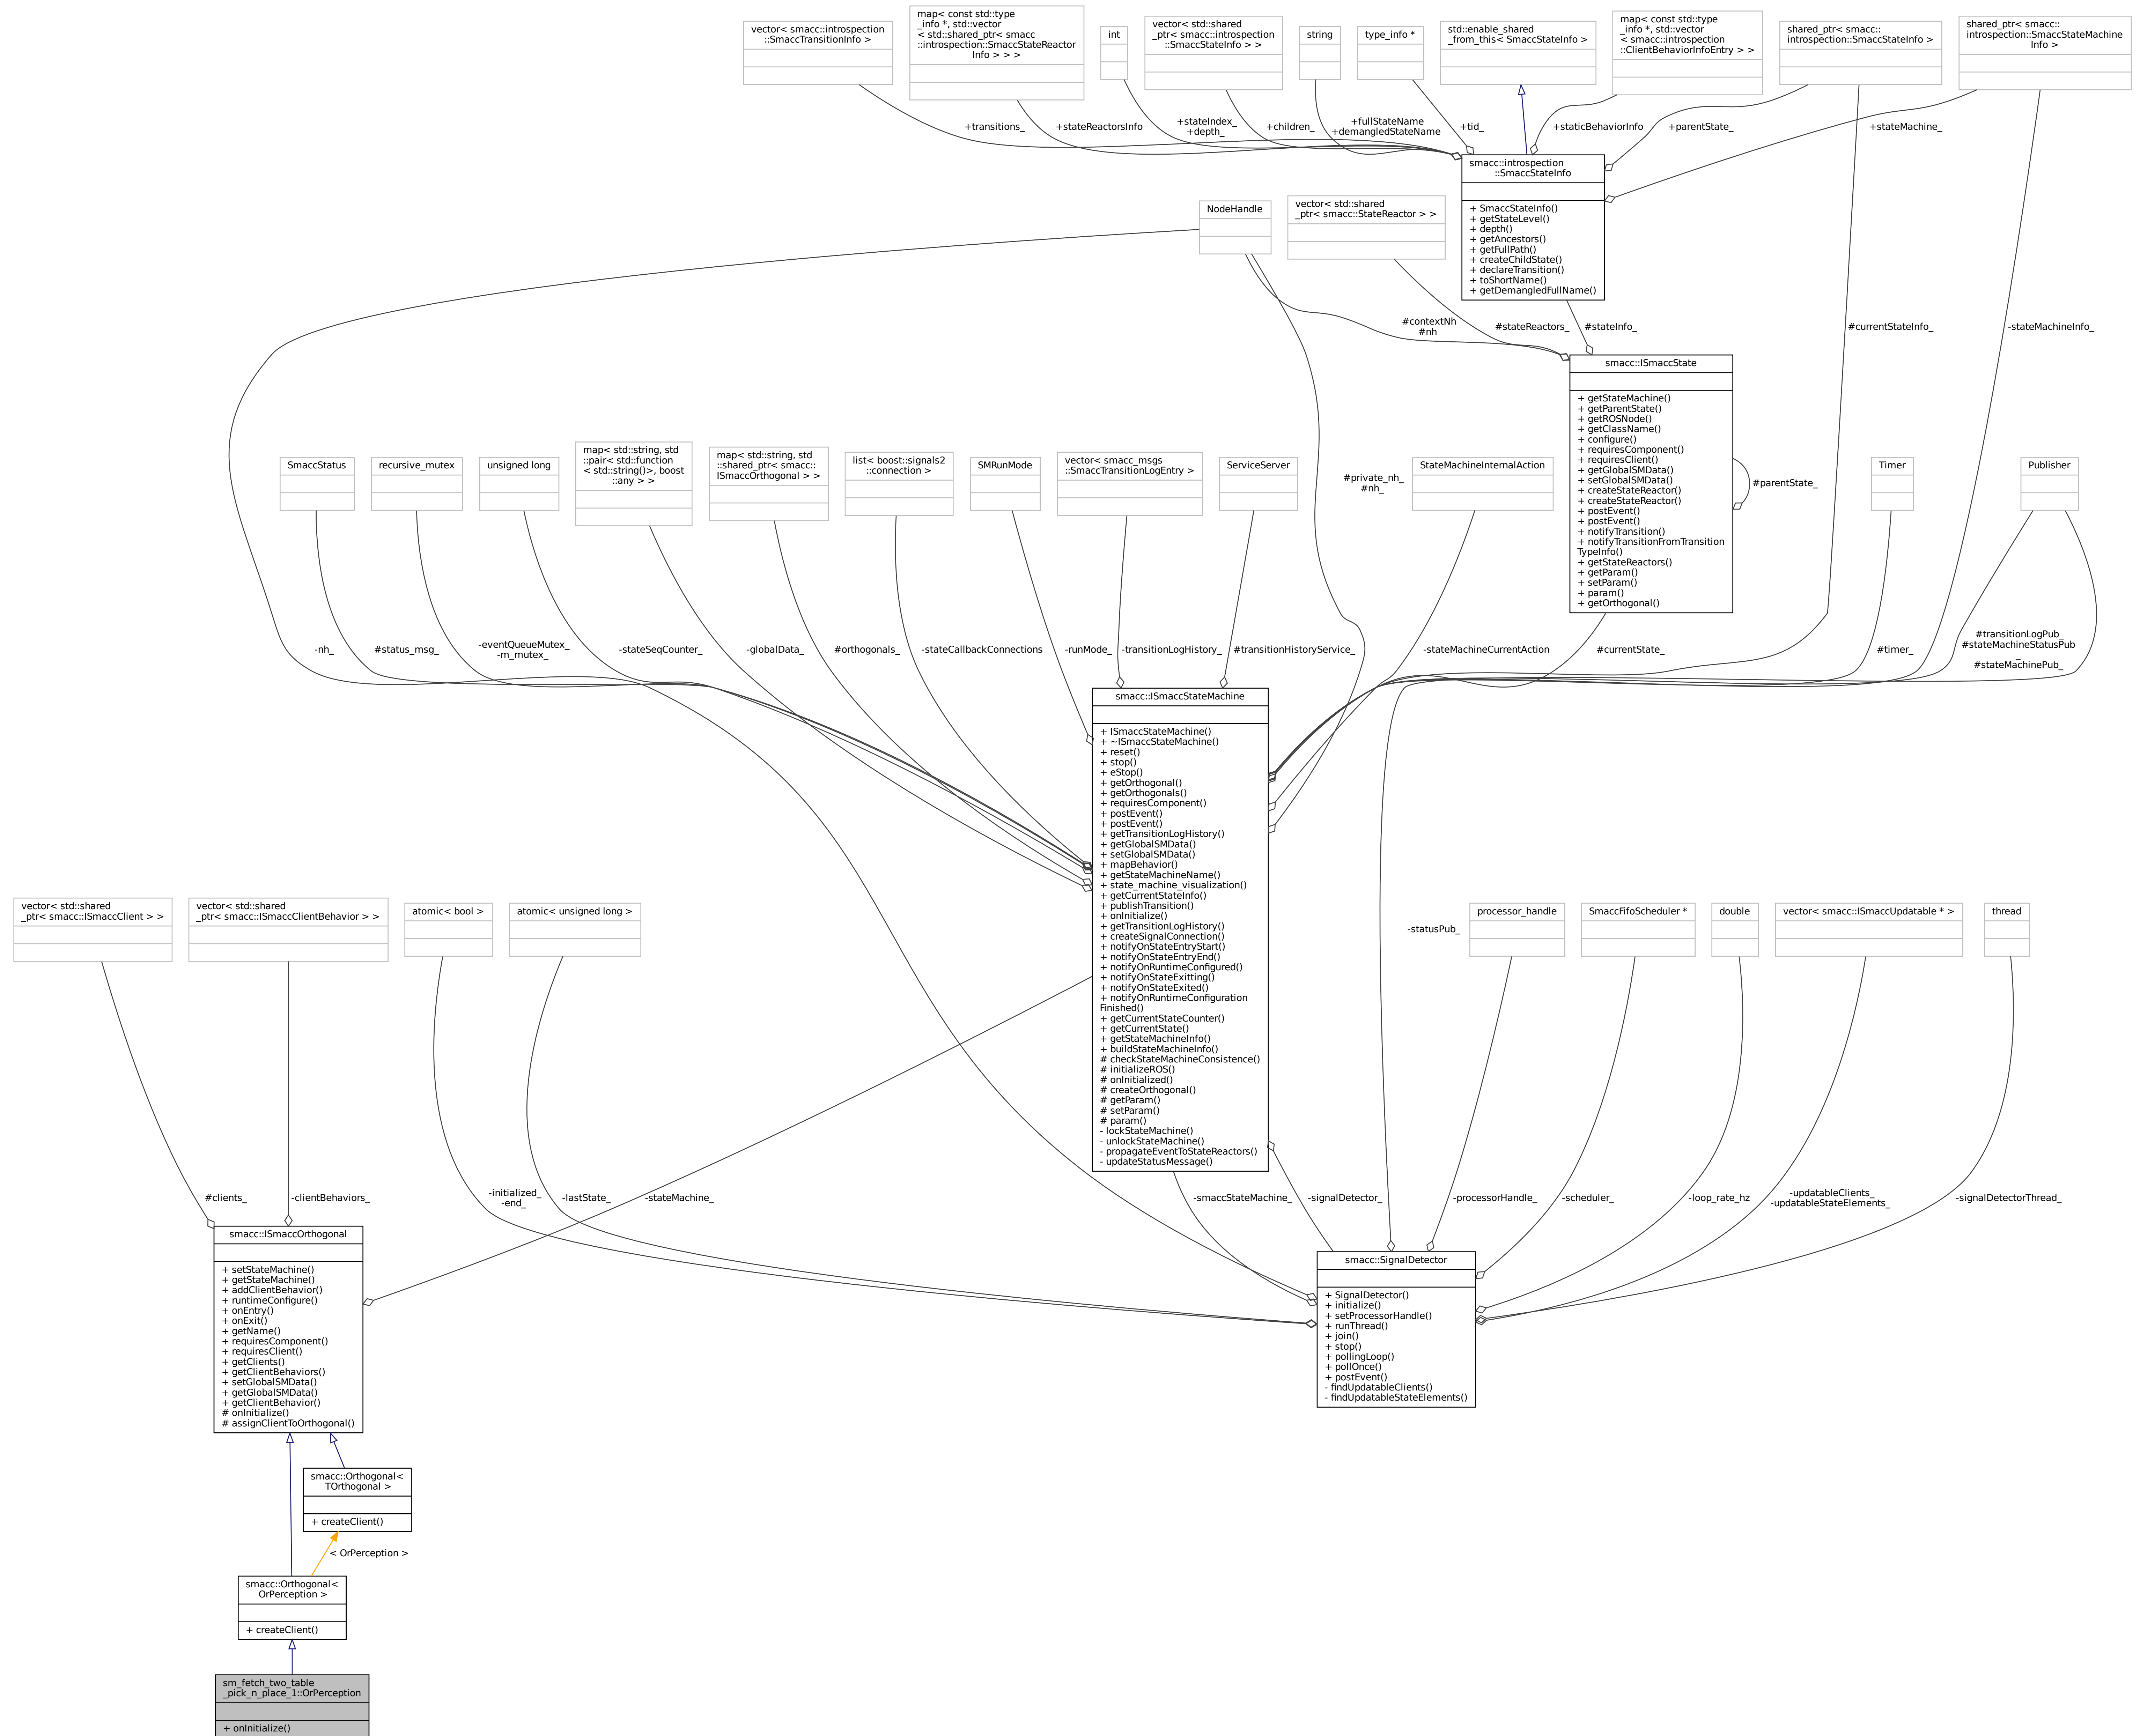 vector< smacc::introspection
::SmaccTransitionInfo >
map< const std::type
_info *, std::vector
< std::shared_ptr< smacc
::introspection::SmaccStateReactor
Info > > >
int
vector< std::shared
_ptr< smacc::introspection
::SmaccStateInfo > >
string
type_info *
std::enable_shared
_from_this< SmaccStateInfo >
map< const std::type
_info *, std::vector
< smacc::introspection
::ClientBehaviorInfoEntry > >
shared_ptr< smacc::
introspection::SmaccStateInfo >
shared_ptr< smacc::
introspection::SmaccStateMachine
Info >
+transitions_
+stateReactorsInfo
+stateIndex_
+depth_
+children_
+fullStateName
+demangledStateName
+tid_
+staticBehaviorInfo
+parentState_
+stateMachine_
smacc::introspection
::SmaccStateInfo
+ SmaccStateInfo()
+ getStateLevel()
+ depth()
+ getAncestors()
+ getFullPath()
+ createChildState()
+ declareTransition()
+ toShortName()
+ getDemangledFullName()
NodeHandle
vector< std::shared
_ptr< smacc::StateReactor > >
#contextNh
#nh
#stateReactors_
#stateInfo_
#currentStateInfo_
-stateMachineInfo_
smacc::ISmaccState
+ getStateMachine()
+ getParentState()
+ getROSNode()
+ getClassName()
+ configure()
+ requiresComponent()
+ requiresClient()
+ getGlobalSMData()
+ setGlobalSMData()
+ createStateReactor()
+ createStateReactor()
+ postEvent()
+ postEvent()
+ notifyTransition()
+ notifyTransitionFromTransition
TypeInfo()
+ getStateReactors()
+ getParam()
+ setParam()
+ param()
+ getOrthogonal()
#parentState_
SmaccStatus
recursive_mutex
unsigned long
map< std::string, std
::pair< std::function
< std::string()>, boost
::any > >
map< std::string, std
::shared_ptr< smacc::
ISmaccOrthogonal > >
list< boost::signals2
::connection >
SMRunMode
vector< smacc_msgs
::SmaccTransitionLogEntry >
ServiceServer
#private_nh_
#nh_
StateMachineInternalAction
Timer
Publisher
-nh_
#status_msg_
-eventQueueMutex_
-m_mutex_
-stateSeqCounter_
-globalData_
#orthogonals_
-stateCallbackConnections
-runMode_
-transitionLogHistory_
#transitionHistoryService_
-stateMachineCurrentAction
#currentState_
#timer_
#transitionLogPub_
#stateMachineStatusPub
_
#stateMachinePub_
smacc::ISmaccStateMachine
+ ISmaccStateMachine()
+ ~ISmaccStateMachine()
+ reset()
+ stop()
+ eStop()
+ getOrthogonal()
+ getOrthogonals()
+ requiresComponent()
+ postEvent()
+ postEvent()
+ getTransitionLogHistory()
+ getGlobalSMData()
+ setGlobalSMData()
+ mapBehavior()
+ getStateMachineName()
+ state_machine_visualization()
+ getCurrentStateInfo()
+ publishTransition()
+ onInitialize()
+ getTransitionLogHistory()
+ createSignalConnection()
+ notifyOnStateEntryStart()
+ notifyOnStateEntryEnd()
+ notifyOnRuntimeConfigured()
+ notifyOnStateExitting()
+ notifyOnStateExited()
+ notifyOnRuntimeConfiguration
Finished()
+ getCurrentStateCounter()
+ getCurrentState()
+ getStateMachineInfo()
+ buildStateMachineInfo()
# checkStateMachineConsistence()
# initializeROS()
# onInitialized()
# createOrthogonal()
# getParam()
# setParam()
# param()
- lockStateMachine()
- unlockStateMachine()
- propagateEventToStateReactors()
- updateStatusMessage()
vector< std::shared
_ptr< smacc::ISmaccClient > >
vector< std::shared
_ptr< smacc::ISmaccClientBehavior > >
atomic< bool >
atomic< unsigned long >
-statusPub_
processor_handle
SmaccFifoScheduler *
double
vector< smacc::ISmaccUpdatable * >
thread
#clients_
-clientBehaviors_
-initialized_
-end_
-lastState_
-stateMachine_
-smaccStateMachine_
-signalDetector_
-processorHandle_
-scheduler_
-loop_rate_hz
-updatableClients_
-updatableStateElements_
-signalDetectorThread_
smacc::ISmaccOrthogonal
+ setStateMachine()
+ getStateMachine()
+ addClientBehavior()
+ runtimeConfigure()
+ onEntry()
+ onExit()
+ getName()
+ requiresComponent()
+ requiresClient()
+ getClients()
+ getClientBehaviors()
+ setGlobalSMData()
+ getGlobalSMData()
+ getClientBehavior()
# onInitialize()
# assignClientToOrthogonal()
smacc::SignalDetector
+ SignalDetector()
+ initialize()
+ setProcessorHandle()
+ runThread()
+ join()
+ stop()
+ pollingLoop()
+ pollOnce()
+ postEvent()
- findUpdatableClients()
- findUpdatableStateElements()
smacc::Orthogonal<
TOrthogonal >
+ createClient()
< OrPerception >
smacc::Orthogonal<
OrPerception >
+ createClient()
sm_fetch_two_table
_pick_n_place_1::OrPerception
+ onInitialize()